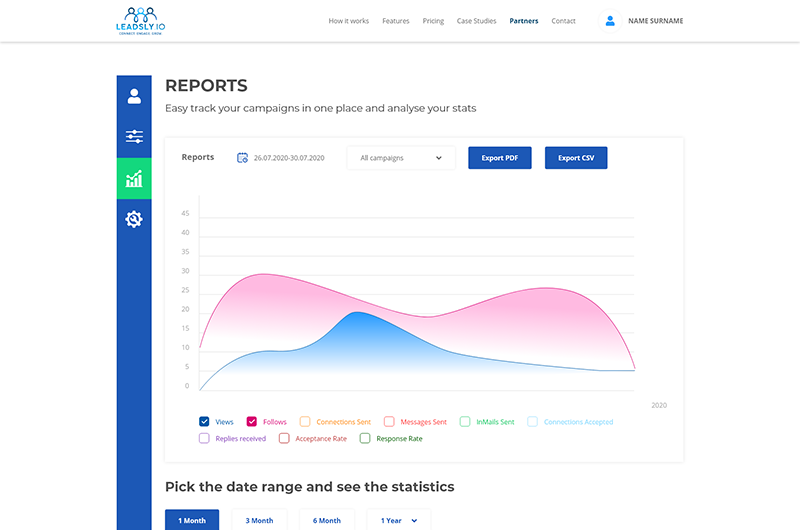 LEADSLY IO
CONNECT. ENGAGE. GROW.
How it works Features Pricing Case Studies Partners Contact NAME SURNAME
REPORTS
Easy track your campaigns in one place and analyse your stats
Reports 26.07.2020-30.07.2020 All campaigns Export PDF Export CSV
45
40
35
30
25
20
15
10
5
0
2020
Views Follows Connections Sent Messages Sent InMails Sent Connections Accepted
Replies received Acceptance Rate Response Rate
Pick the date range and see the statistics
1 Month 3 Month 6 Month 1 Year